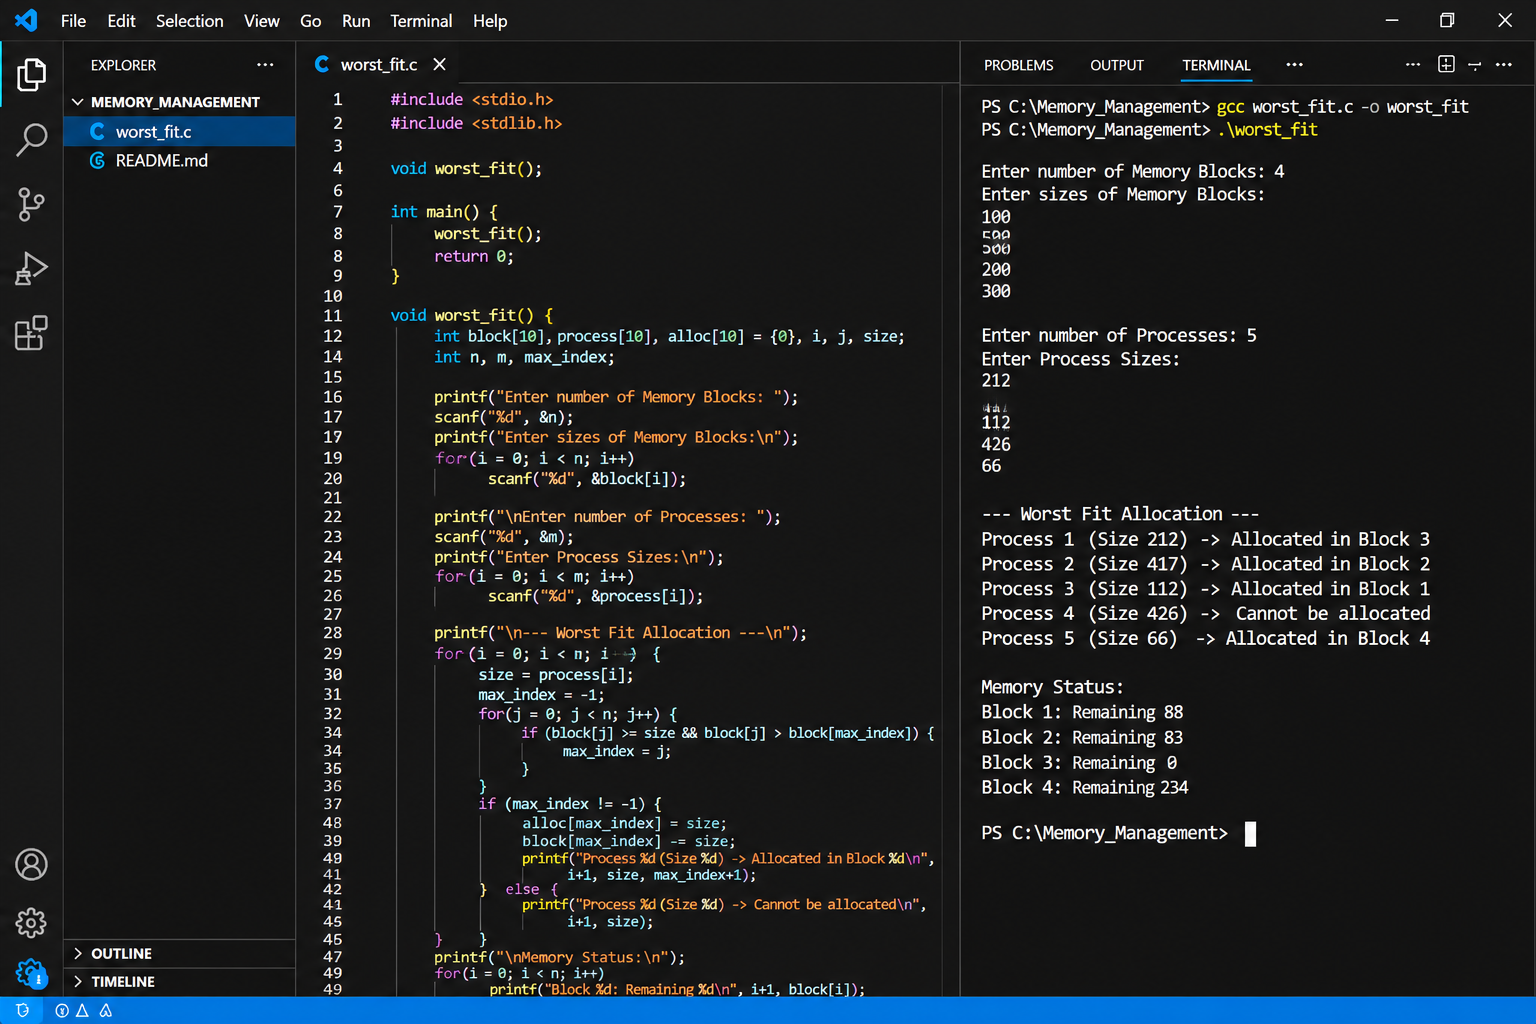 File Edit Selection View Go Run Terminal Help
EXPLORER
MEMORY_MANAGEMENT
worst_fit.c
README.md
OUTLINE
TIMELINE
worst_fit.c
1 #include <stdio.h>
2 #include <stdlib.h>
3
4 void worst_fit();
6
7 int main() {
8 worst_fit();
8 return 0;
9 }
10
11 void worst_fit() {
12 int block[10], process[10], alloc[10] = {0}, i, j, size;
14 int n, m, max_index;
15
16 printf("Enter number of Memory Blocks: ");
17 scanf("%d", &n);
17 printf("Enter sizes of Memory Blocks:\n");
19 for(i = 0; i < n; i++)
20 scanf("%d", &block[i]);
21
22 printf("\nEnter number of Processes: ");
23 scanf("%d", &m);
24 printf("Enter Process Sizes:\n");
25 for(i = 0; i < m; i++)
26 scanf("%d", &process[i]);
27
28 printf("\n--- Worst Fit Allocation ---\n");
29 for (i = 0; i < n; i {
30 size = process[i];
31 max_index = -1;
32 for(j = 0; j < n; j++) {
34 if (block[j] >= size && block[j] > block[max_index]) {
34 max_index = j;
35 }
36 }
37 if (max_index != -1) {
48 alloc[max_index] = size;
39 block[max_index] -= size;
49 printf("Process %d (Size %d) -> Allocated in Block %d\n",
41 i+1, size, max_index+1);
42 } else {
41 printf("Process %d (Size %d) -> Cannot be allocated\n",
45 i+1, size);
46 } }
47 printf("\nMemory Status:\n");
49 for(i = 0; i < n; i++)
49 printf("Block %d: Remaining %d\n", i+1, block[i]);
PROBLEMS OUTPUT TERMINAL
PS C:\Memory_Management> gcc worst_fit.c -o worst_fit
PS C:\Memory_Management> .\worst_fit
Enter number of Memory Blocks: 4
Enter sizes of Memory Blocks:
100
500
200
300
Enter number of Processes: 5
Enter Process Sizes:
212
112
426
66
--- Worst Fit Allocation ---
Process 1 (Size 212) -> Allocated in Block 3
Process 2 (Size 417) -> Allocated in Block 2
Process 3 (Size 112) -> Allocated in Block 1
Process 4 (Size 426) -> Cannot be allocated
Process 5 (Size 66) -> Allocated in Block 4
Memory Status:
Block 1: Remaining 88
Block 2: Remaining 83
Block 3: Remaining 0
Block 4: Remaining 234
PS C:\Memory_Management>